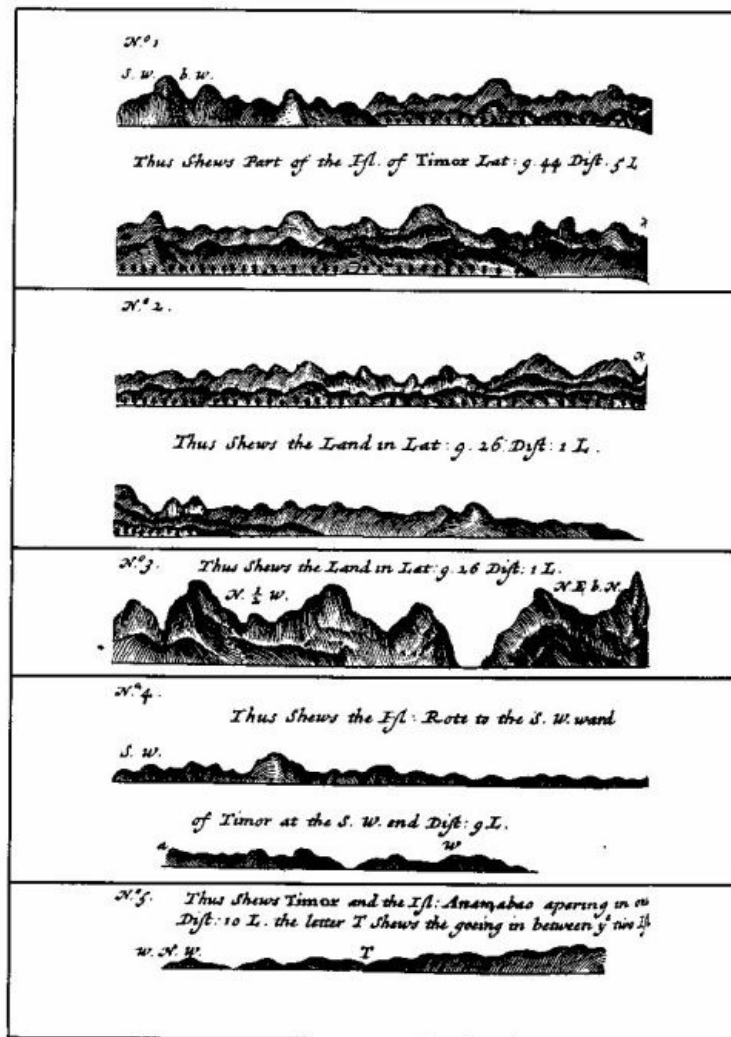 N.º 1
S. w. b. w.
Thus Shews Part of the Iſl. of Timor Lat: 9. 44 Diſt. 5 L
N.º 2.
x
Thus Shews the Land in Lat: 9. 26 Diſt: 1 L.
N.º 3. Thus Shews the Land in Lat: 9. 26 Diſt: 1 L.
N. ½ w. N. E b. N.
N.º 4.
Thus Shews the Iſl: Rote to the S. W. ward
S. w.
of Timor at the S. W. end Diſt: 9 L.
a w
N.º 5. Thus Shews Timor and the Iſl: Anamabao apering in
Diſt: 10 L. the letter T Shews the goeing in between yᵉ two Iſl
w. N. W. T